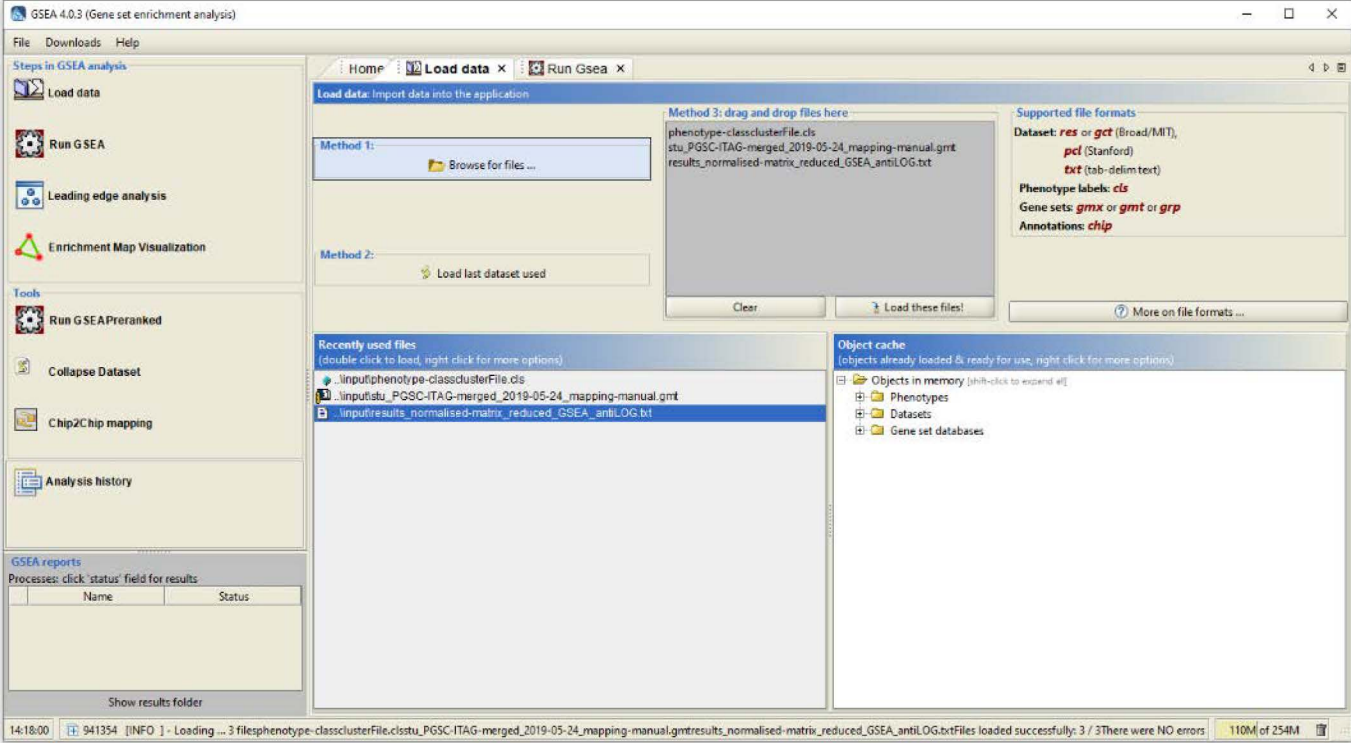 GSEA 4.0.3 (Gene set enrichment analysis)
File Downloads Help
Steps in GSEA analysis
Load data
Run GSEA
Leading edge analysis
Enrichment Map Visualization
Tools
Run GSEAPreranked
Collapse Dataset
Chip2Chip mapping
Analysis history
GSEA reports
Processes: click 'status' field for results
Name Status
Show results folder
Home Load data × Run Gsea ×
Load data: Import data into the application
Method 1:
Browse for files ...
Method 2:
Load last dataset used
Method 3: drag and drop files here
phenotype-classclusterFile.cls
stu_PGSC-ITAG-merged_2019-05-24_mapping-manual.gmt
results_normalised-matrix_reduced_GSEA_antiLOG.txt
Clear Load these files!
Supported file formats
Dataset: res or gct (Broad/MIT),
pcl (Stanford)
txt (tab-delim text)
Phenotype labels: cls
Gene sets: gmx or gmt or grp
Annotations: chip
More on file formats ...
Recently used files
(double click to load, right click for more options)
..\input\phenotype-classclusterFile.cls
..\input\stu_PGSC-ITAG-merged_2019-05-24_mapping-manual.gmt
..\input\results_normalised-matrix_reduced_GSEA_antiLOG.txt
Object cache
(objects already loaded & ready for use, right click for more options)
Objects in memory [shift-click to expand all]
Phenotypes
Datasets
Gene set databases
14:18:00 941354 [INFO ] - Loading ... 3 filesphenotype-classclusterFile.clsstu_PGSC-ITAG-merged_2019-05-24_mapping-manual.gmtresults_normalised-matrix_reduced_GSEA_antiLOG.txtFiles loaded successfully: 3 / 3There were NO errors 110M of 254M